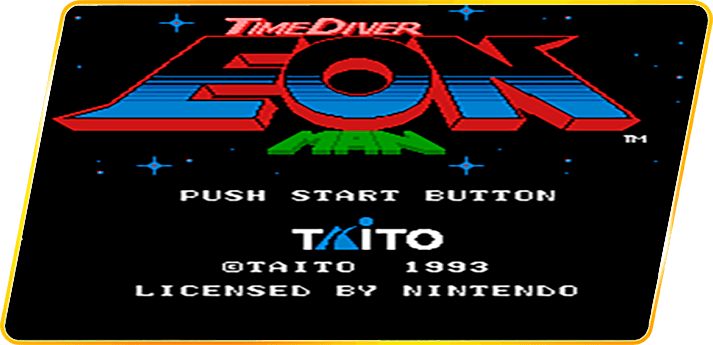 TIMEDIVER
EON
MAN
TM
PUSH START BUTTON
TAITO
©TAITO 1993
LICENSED BY NINTENDO